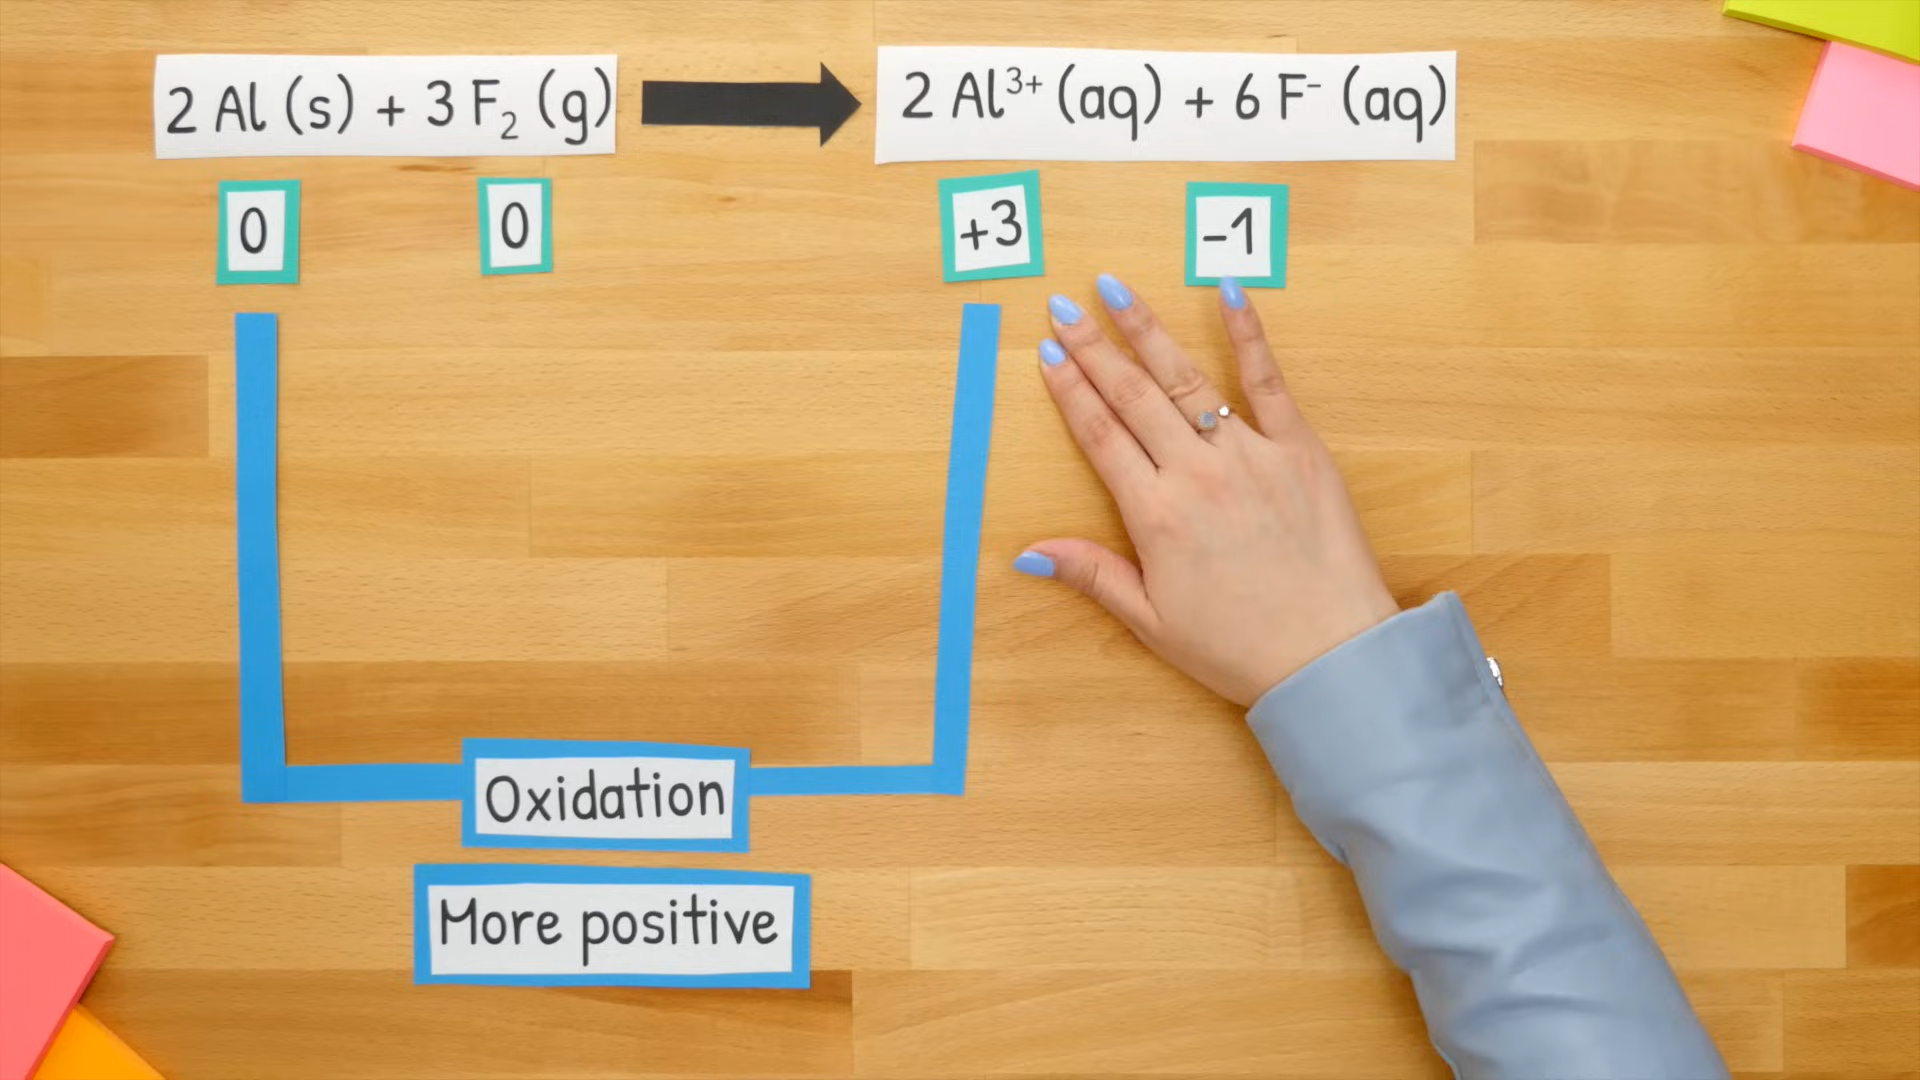 2 Al (s) + 3 F₂ (g) 2 Al³⁺ (aq) + 6 F⁻ (aq)
0 0 +3 -1
Oxidation
More positive